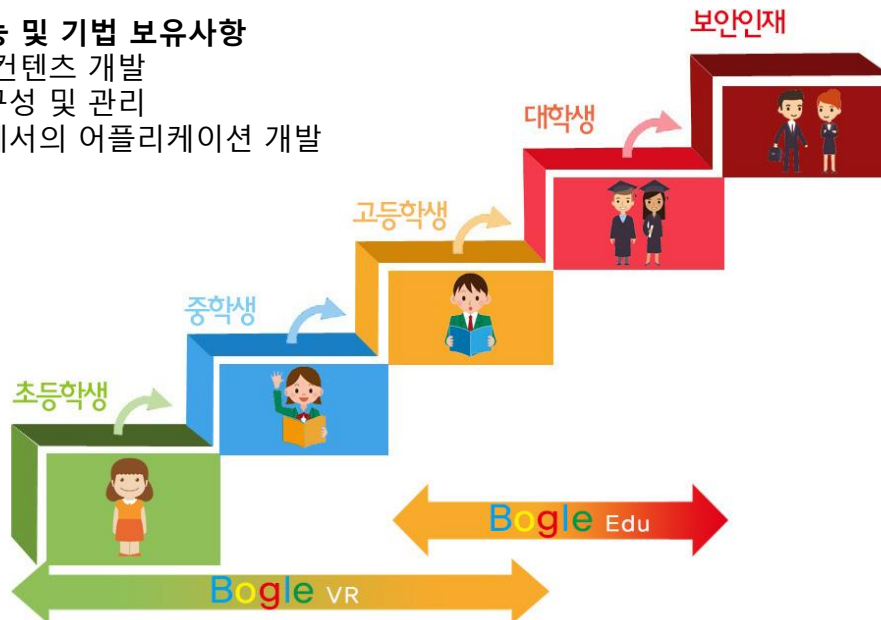 및 기법 보유사항
컨텐츠 개발
구성 및 관리
에서의 어플리케이션 개발
보안인재
대학생
고등학생
중학생
초등학생
Bogle Edu
Bogle VR